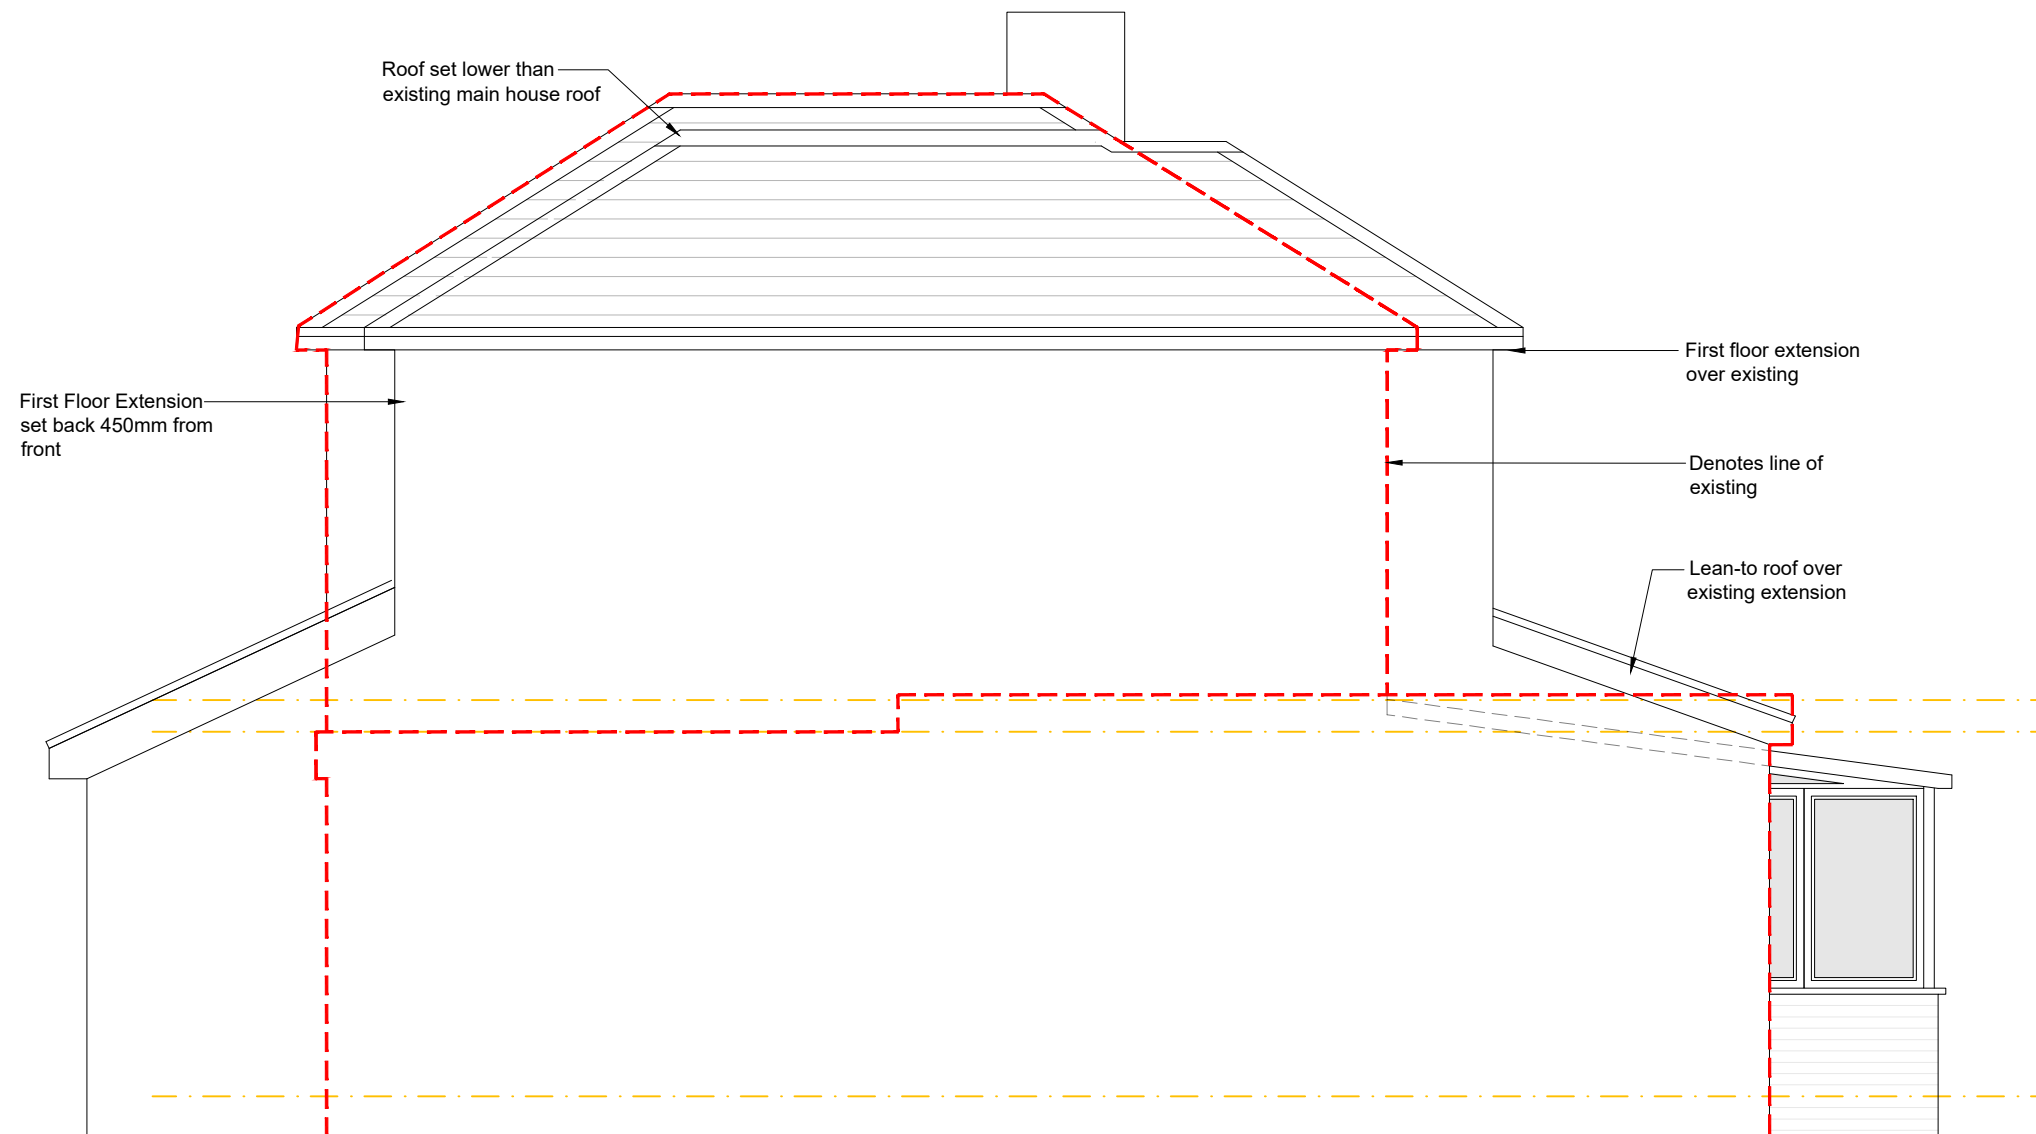 Roof set lower than
existing main house roof
First floor extension
over existing
First Floor Extension
set back 450mm from
front
Denotes line of
existing
Lean-to roof over
existing extension